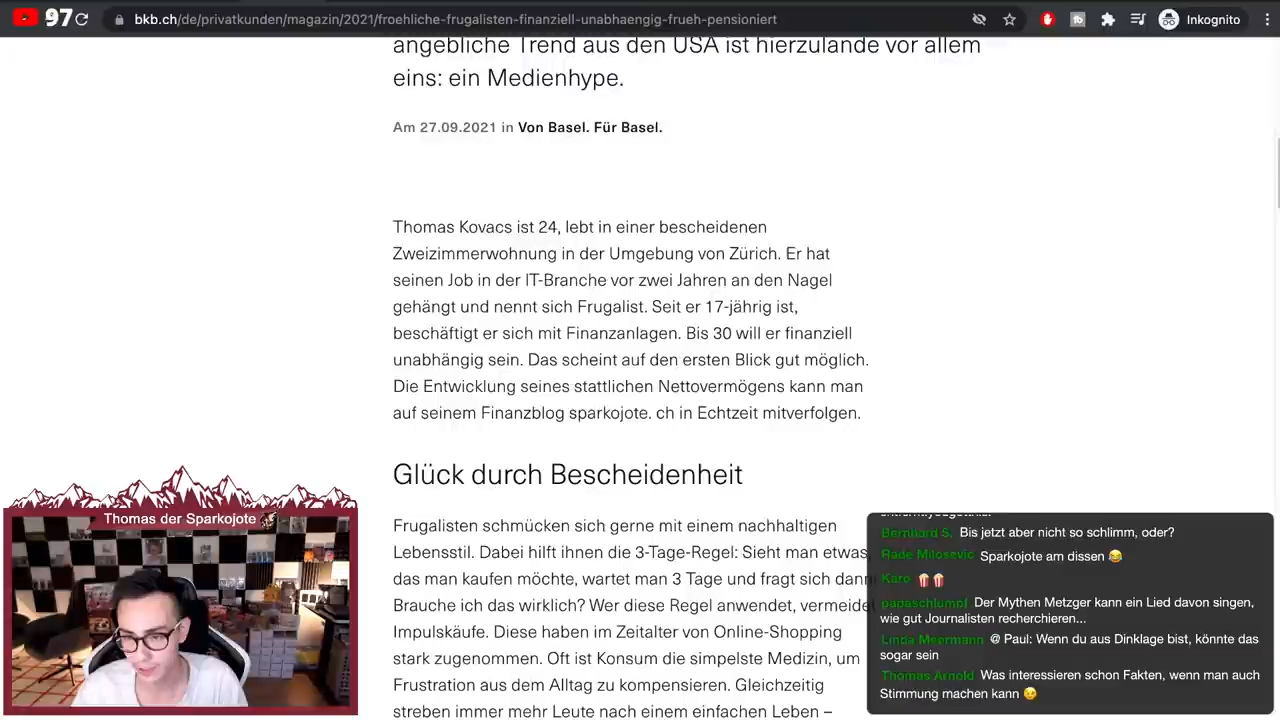 97
bkb.ch/de/privatkunden/magazin/2021/froehliche-frugalisten-finanziell-unabhaengig-frueh-pensioniert
Inkognito
angebliche Trend aus den USA ist hierzulande vor allem
eins: ein Medienhype.
Am 27.09.2021 in Von Basel. Für Basel.
Thomas Kovacs ist 24, lebt in einer bescheidenen
Zweizimmerwohnung in der Umgebung von Zürich. Er hat
seinen Job in der IT-Branche vor zwei Jahren an den Nagel
gehängt und nennt sich Frugalist. Seit er 17-jährig ist,
beschäftigt er sich mit Finanzanlagen. Bis 30 will er finanziell
unabhängig sein. Das scheint auf den ersten Blick gut möglich.
Die Entwicklung seines stattlichen Nettovermögens kann man
auf seinem Finanzblog sparkojote. ch in Echtzeit mitverfolgen.
Glück durch Bescheidenheit
Frugalisten schmücken sich gerne mit einem nachhaltigen
Lebensstil. Dabei hilft ihnen die 3-Tage-Regel: Sieht man etwas,
das man kaufen möchte, wartet man 3 Tage und fragt sich dann
Brauche ich das wirklich? Wer diese Regel anwendet, vermeidet
Impulskäufe. Diese haben im Zeitalter von Online-Shopping
stark zugenommen. Oft ist Konsum die simpelste Medizin, um
Frustration aus dem Alltag zu kompensieren. Gleichzeitig
streben immer mehr Leute nach einem einfachen Leben –
Thomas der Sparkojote
Bernhard S. Bis jetzt aber nicht so schlimm, oder?
Rade Milosevic Sparkojote am dissen 😂
Karo 🍿🍿
papaschlumpf Der Mythen Metzger kann ein Lied davon singen,
wie gut Journalisten recherchieren...
Linda Meermann @ Paul: Wenn du aus Dinklage bist, könnte das
sogar sein
Thomas Arnold Was interessieren schon Fakten, wenn man auch
Stimmung machen kann 😉